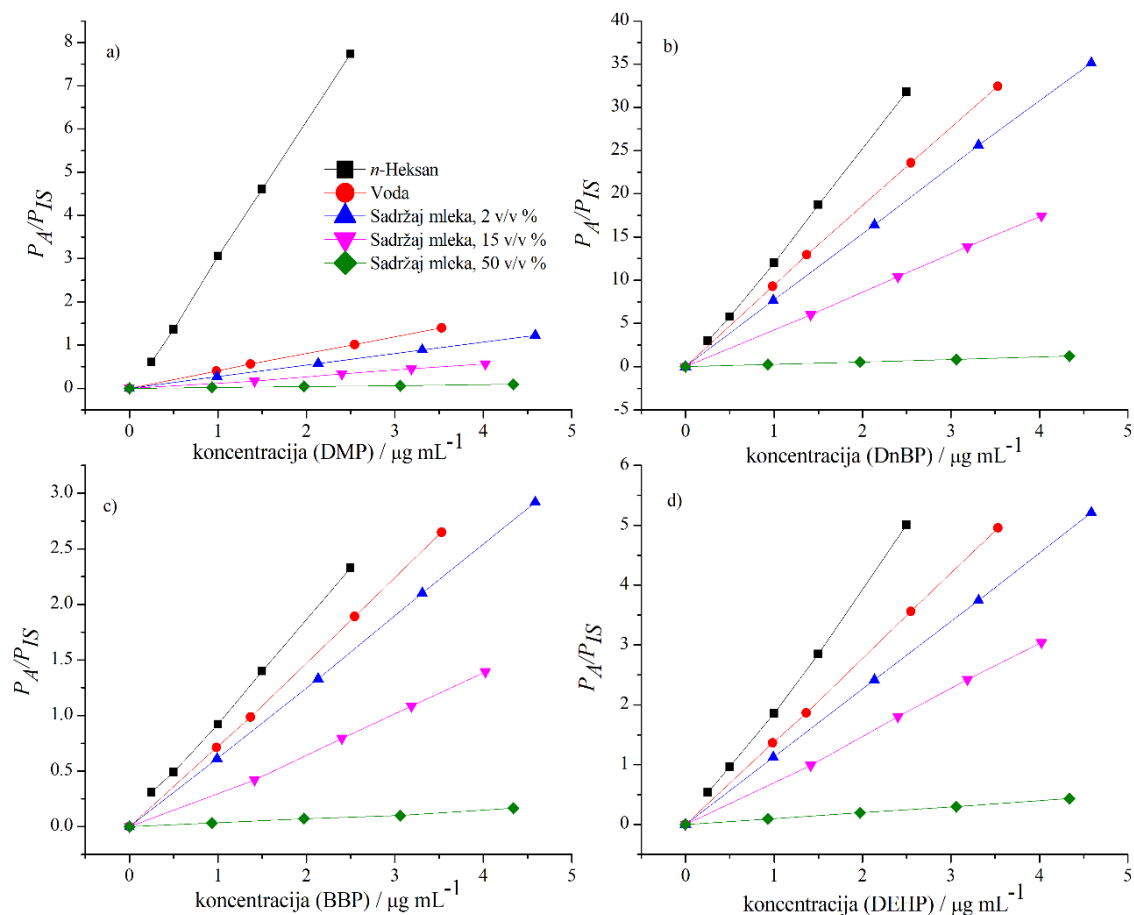 a)
8
7
6
5
4
3
2
1
0
P_A/P_IS
n-Heksan
Voda
Sadržaj mleka, 2 v/v %
Sadržaj mleka, 15 v/v %
Sadržaj mleka, 50 v/v %
0 1 2 3 4 5
koncentracija (DMP) / μg mL⁻¹
b)
40
35
30
25
20
15
10
5
0
-5
P_A/P_IS
0 1 2 3 4 5
koncentracija (DnBP) / μg mL⁻¹
c)
3.0
2.5
2.0
1.5
1.0
0.5
0.0
P_A/P_IS
0 1 2 3 4 5
koncentracija (BBP) / μg mL⁻¹
d)
6
5
4
3
2
1
0
P_A/P_IS
0 1 2 3 4 5
koncentracija (DEHP) / μg mL⁻¹